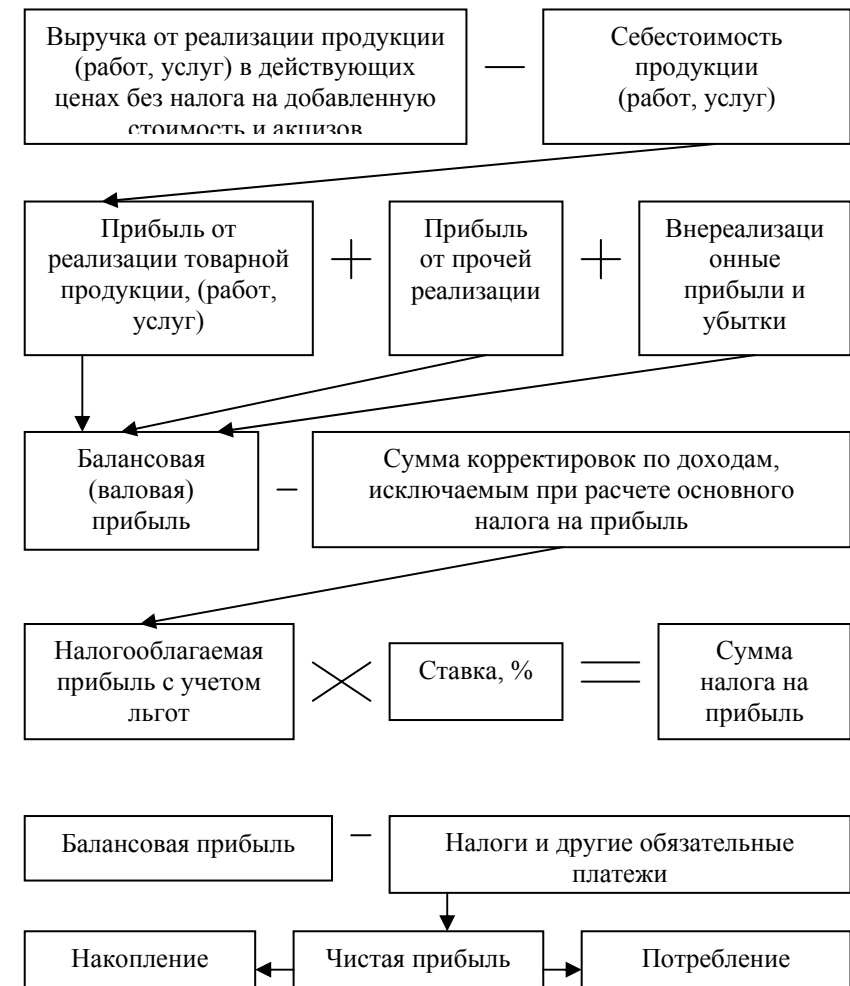 Выручка от реализации продукции
(работ, услуг) в действующих
ценах без налога на добавленную
стоимость и акцизов
—
Себестоимость
продукции
(работ, услуг)
Прибыль от
реализации товарной
продукции, (работ,
услуг)
+
Прибыль
от прочей
реализации
+
Внереализаци
онные
прибыли и
убытки
Балансовая
(валовая)
прибыль
–
Сумма корректировок по доходам,
исключаемым при расчете основного
налога на прибыль
Налогооблагаемая
прибыль с учетом
льгот
×
Ставка, %
=
Сумма
налога на
прибыль
Балансовая прибыль
–
Налоги и другие обязательные
платежи
Накопление
Чистая прибыль
Потребление